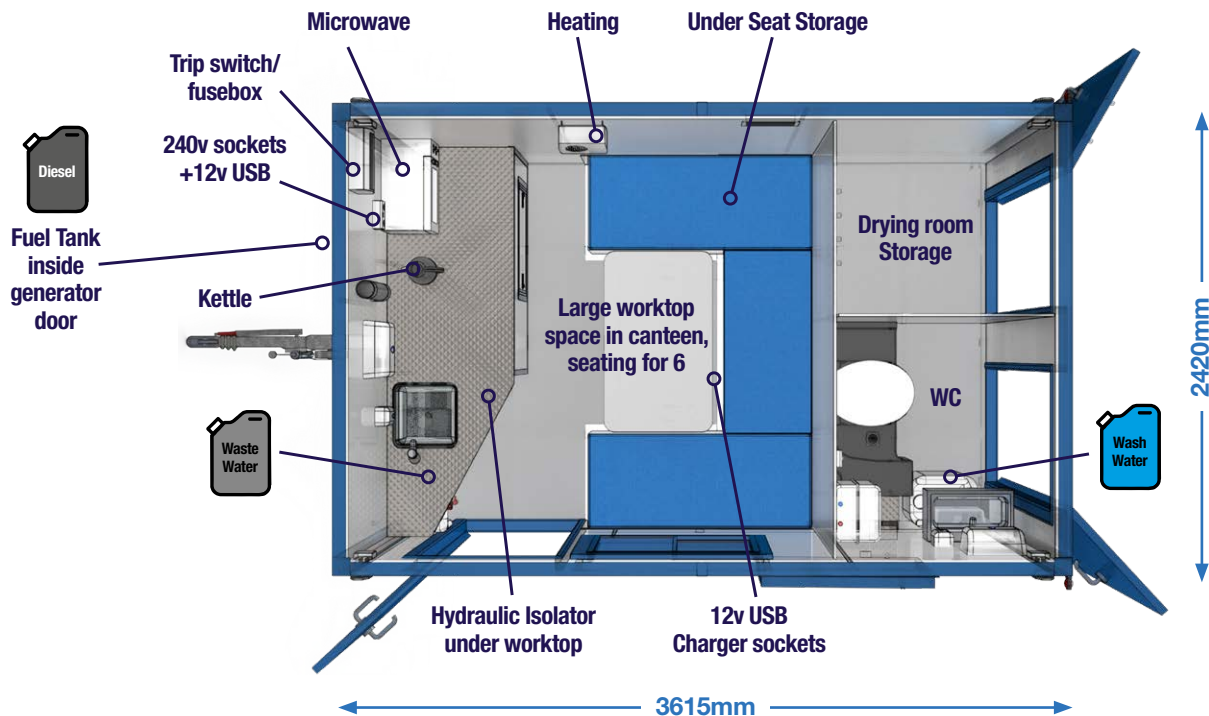 Microwave
Heating
Under Seat Storage
Trip switch/
fusebox
240v sockets
+12v USB
Diesel
Fuel Tank
inside
generator
door
Kettle
Large worktop
space in canteen,
seating for 6
Drying room
Storage
WC
2420mm
Waste
Water
Wash
Water
Hydraulic Isolator
under worktop
12v USB
Charger sockets
3615mm